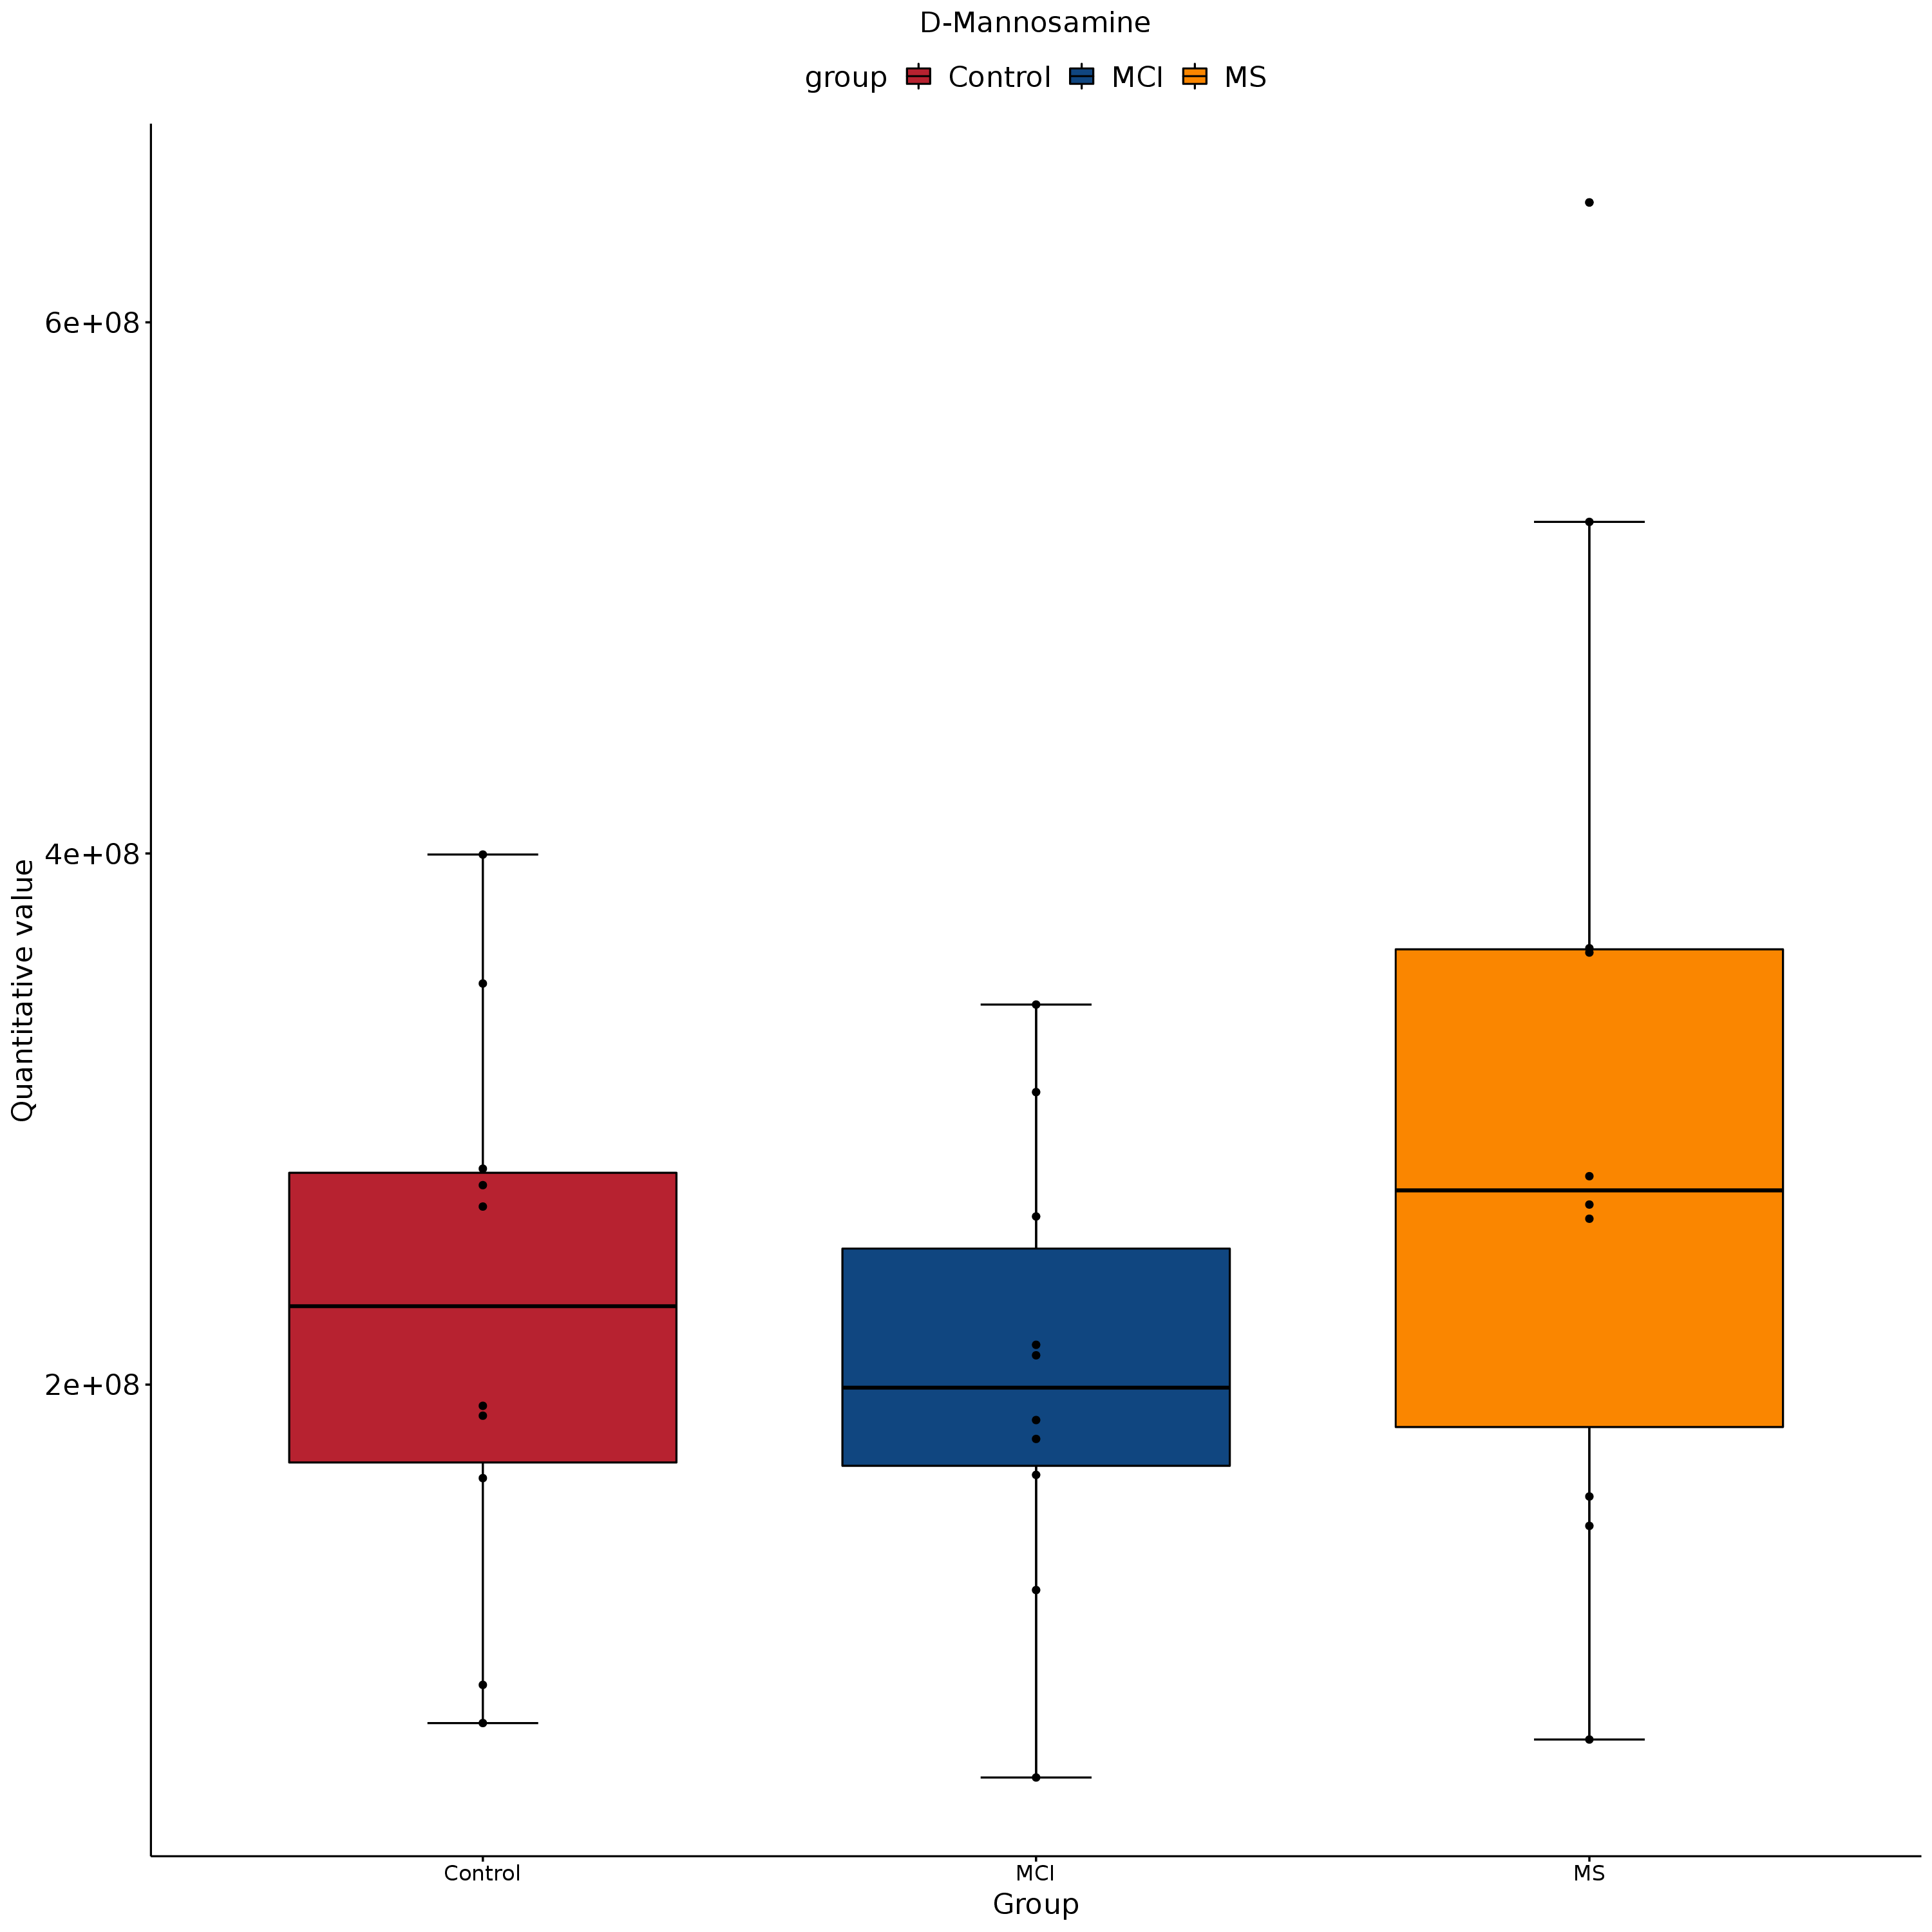 D-Mannosamine
group Control MCI MS
6e+08
4e+08
2e+08
Quantitative value
Control MCI MS
Group